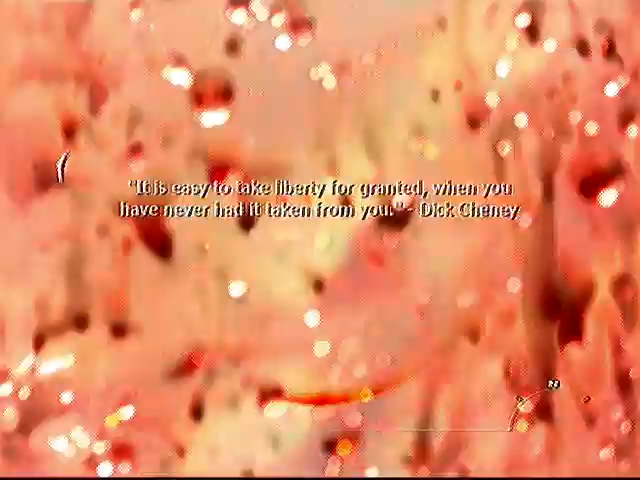 "It is easy to take liberty for granted, when you
have never had it taken from you." - Dick Cheney